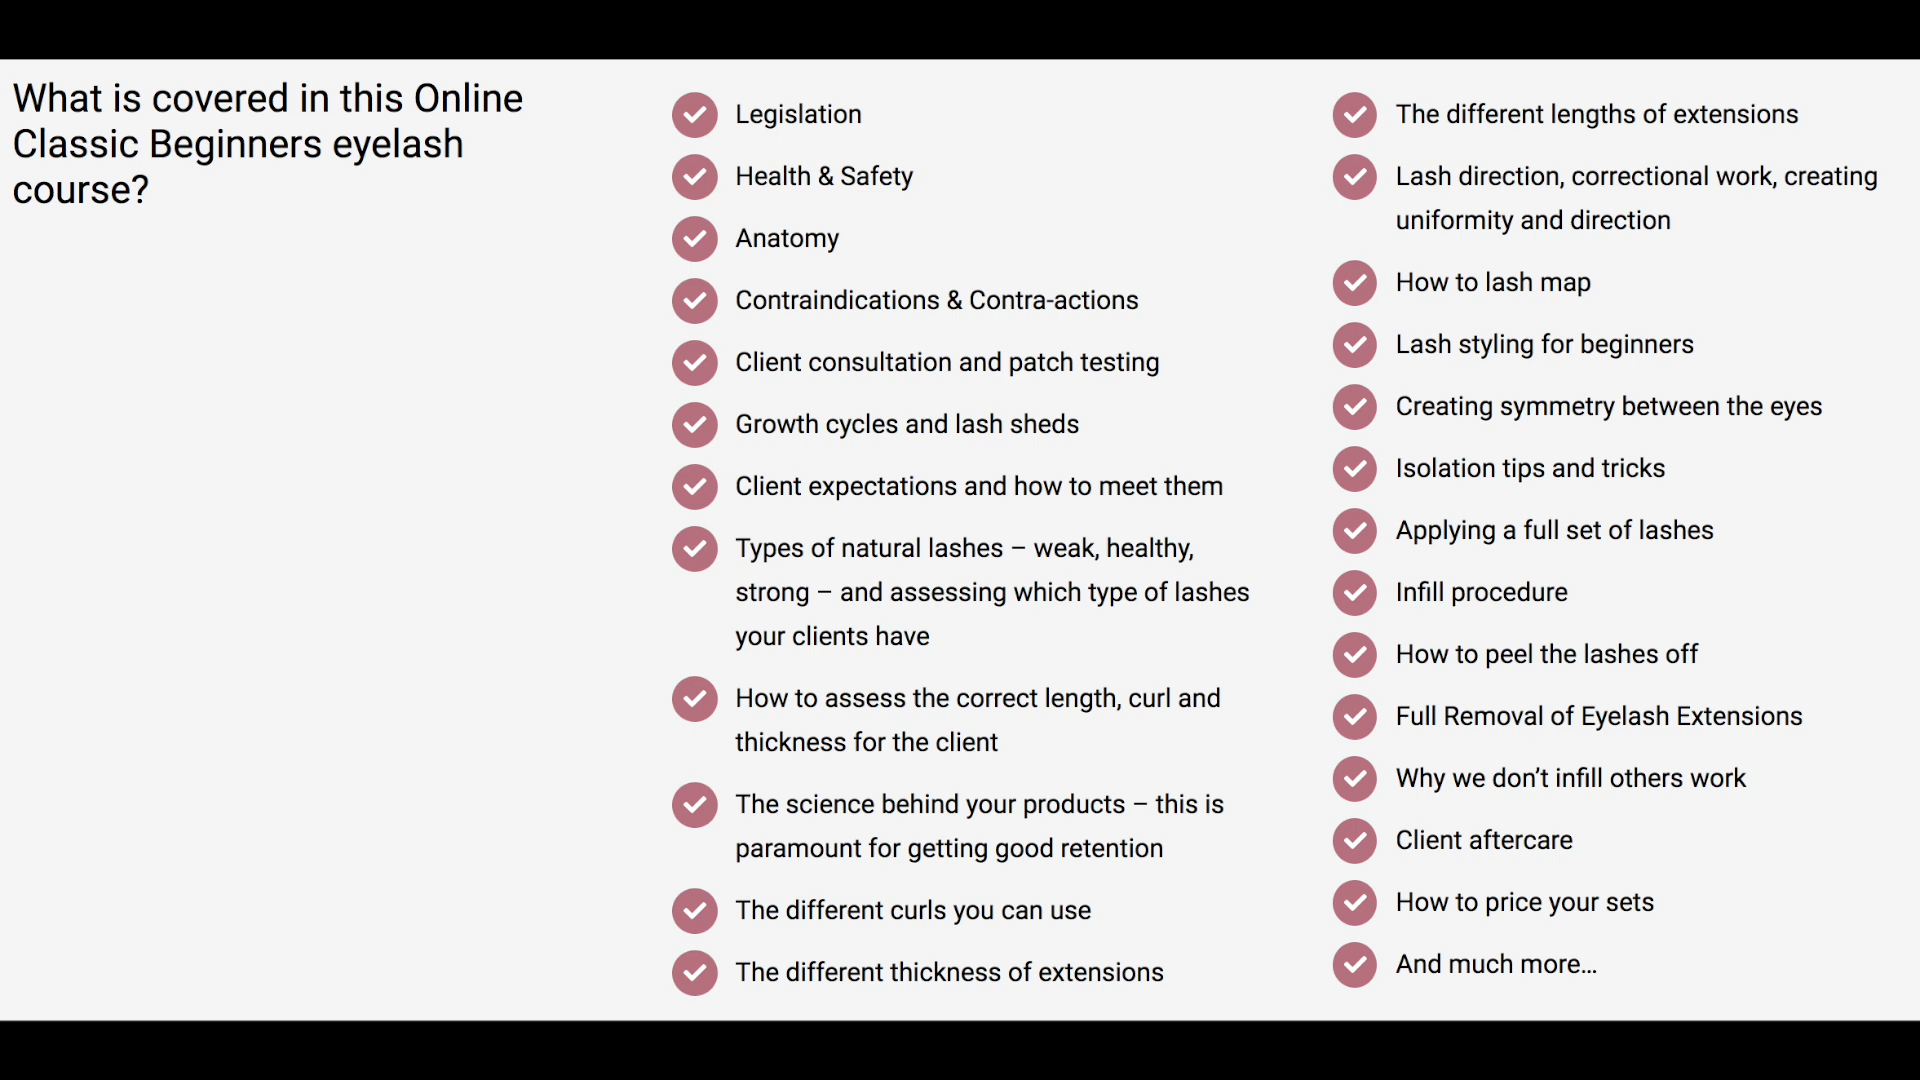 What is covered in this Online
Classic Beginners eyelash
course?
Legislation
Health & Safety
Anatomy
Contraindications & Contra-actions
Client consultation and patch testing
Growth cycles and lash sheds
Client expectations and how to meet them
Types of natural lashes – weak, healthy,
strong – and assessing which type of lashes
your clients have
How to assess the correct length, curl and
thickness for the client
The science behind your products – this is
paramount for getting good retention
The different curls you can use
The different thickness of extensions
The different lengths of extensions
Lash direction, correctional work, creating
uniformity and direction
How to lash map
Lash styling for beginners
Creating symmetry between the eyes
Isolation tips and tricks
Applying a full set of lashes
Infill procedure
How to peel the lashes off
Full Removal of Eyelash Extensions
Why we don’t infill others work
Client aftercare
How to price your sets
And much more…